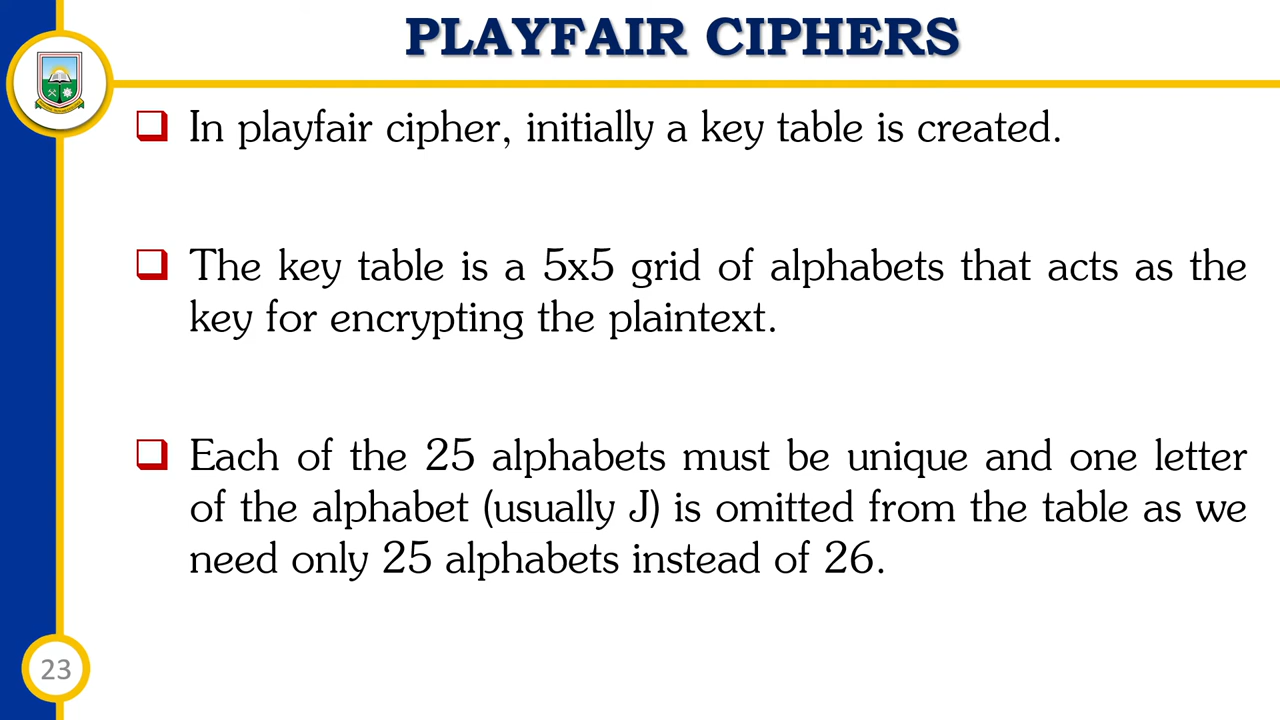 PLAYFAIR CIPHERS
In playfair cipher, initially a key table is created.
The key table is a 5x5 grid of alphabets that acts as the
key for encrypting the plaintext.
Each of the 25 alphabets must be unique and one letter
of the alphabet (usually J) is omitted from the table as we
need only 25 alphabets instead of 26.
23